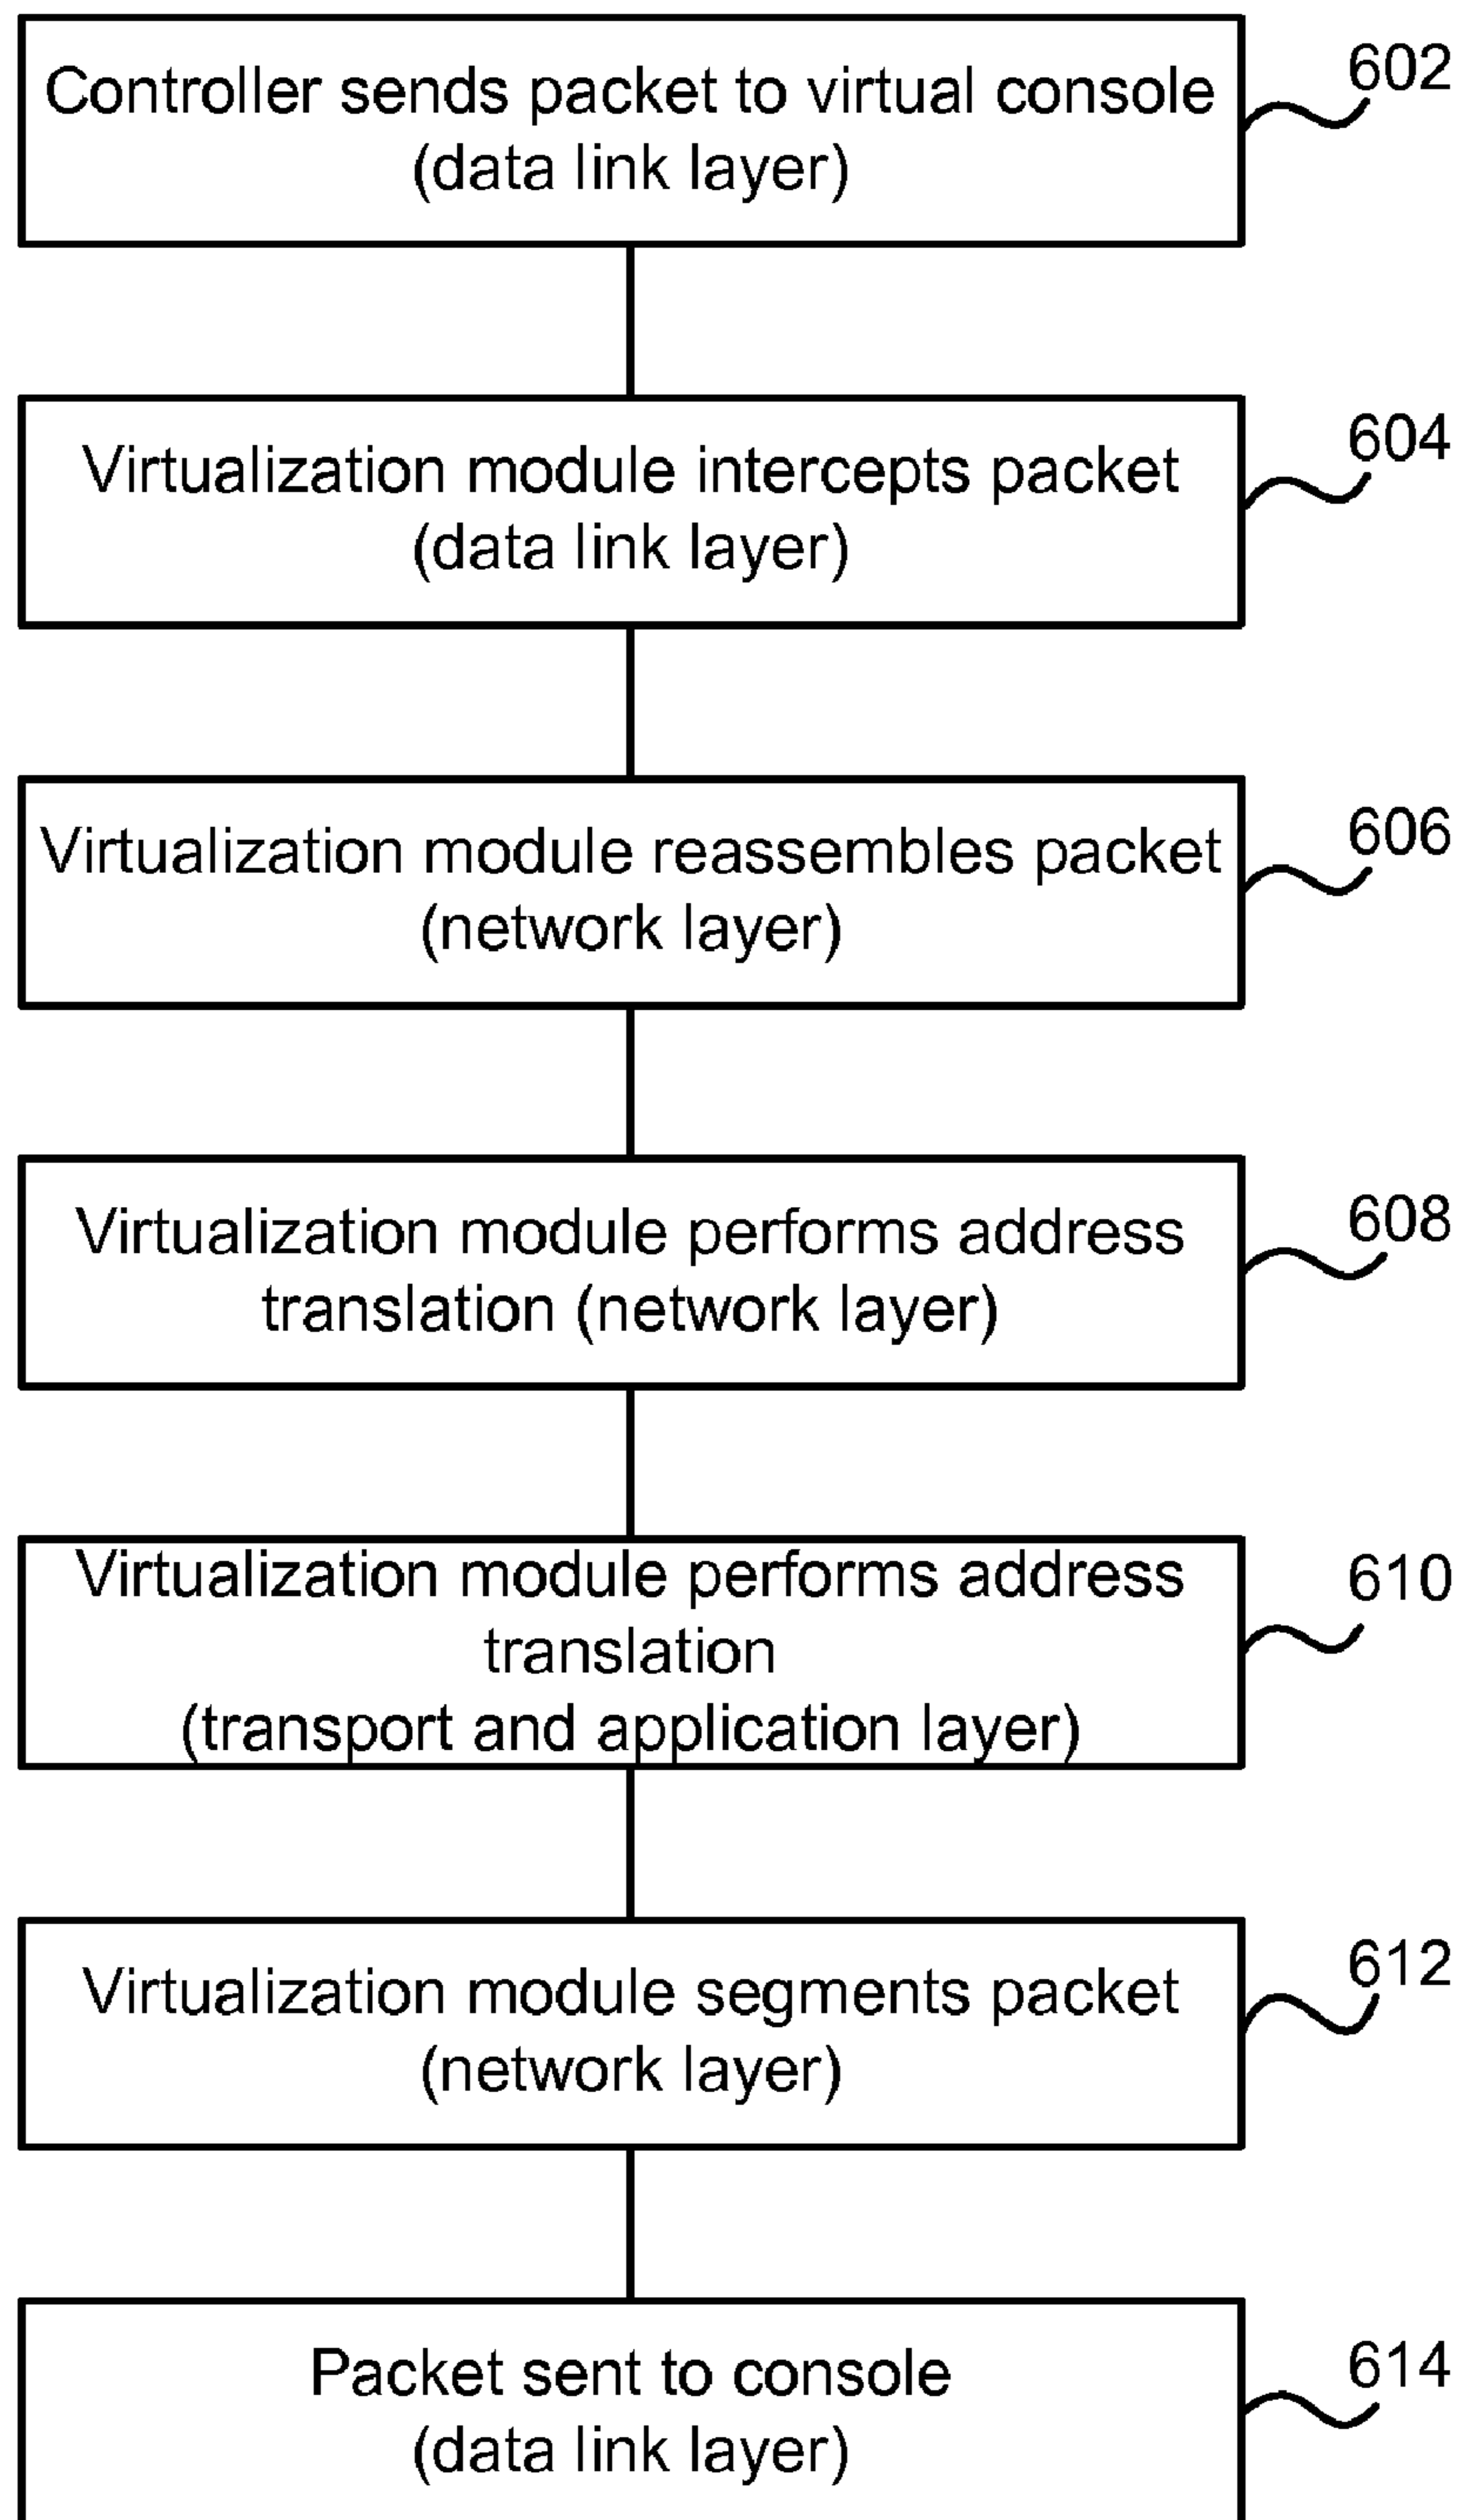 Controller sends packet to virtual console
(data link layer)
602
Virtualization module intercepts packet
(data link layer)
604
Virtualization module reassembles packet
(network layer)
606
Virtualization module performs address
translation (network layer)
608
Virtualization module performs address
translation
(transport and application layer)
610
Virtualization module segments packet
(network layer)
612
Packet sent to console
(data link layer)
614